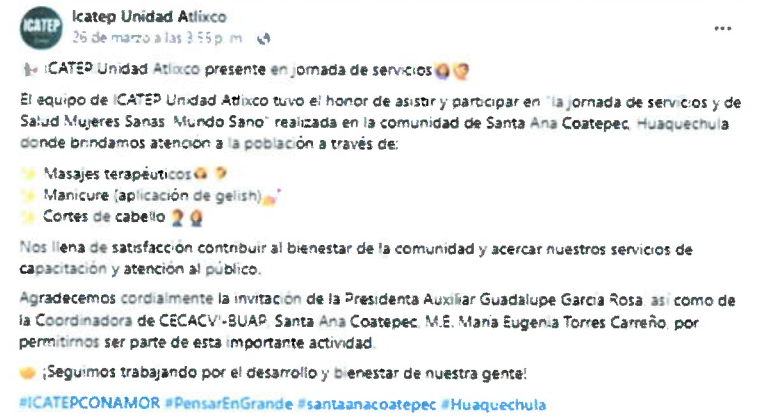 ICATEP
Icatep Unidad Atlixco
26 de marzo a las 3:55 p. m.
ICATEP Unidad Atlixco presente en jornada de servicios
El equipo de ICATEP Unidad Atlixco tuvo el honor de asistir y participar en "la jornada de servicios y de
Salud Mujeres Sanas, Mundo Sano" realizada en la comunidad de Santa Ana Coatepec, Huaquechula
donde brindamos atención a la población a través de:
Masajes terapéuticos
Manicure (aplicación de gelish)
Cortes de cabello
Nos llena de satisfacción contribuir al bienestar de la comunidad y acercar nuestros servicios de
capacitación y atención al público.
Agradecemos cordialmente la invitación de la Presidenta Auxiliar Guadalupe Garcia Rosa, así como de
la Coordinadora de CECACVI-BUAP, Santa Ana Coatepec, M.E. Maria Eugenia Torres Carreño, por
permitirnos ser parte de esta importante actividad.
¡Seguimos trabajando por el desarrollo y bienestar de nuestra gente!
#ICATEPCONAMOR #PensarEnGrande #santaanacoatepec #Huaquechula